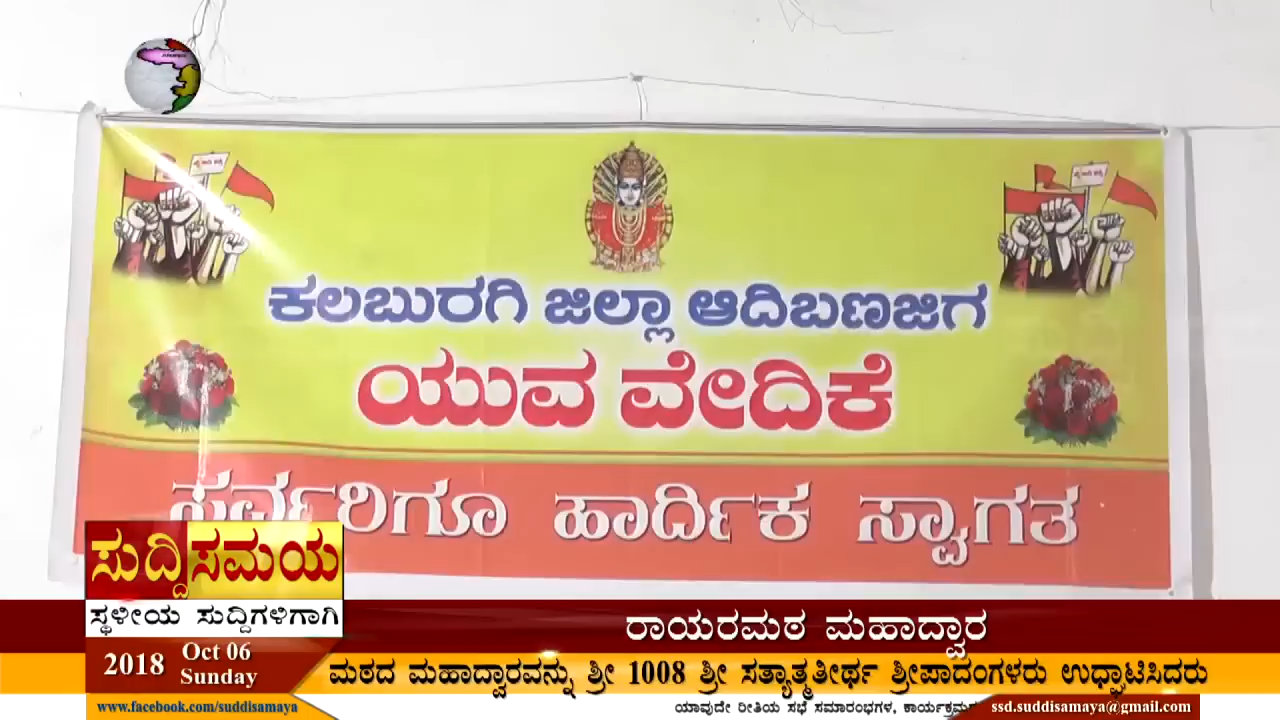 ಕಲಬುರಗಿ ಜಿಲ್ಲಾ ಆದಿಬಣಜಿಗ
ಯುವ ವೇದಿಕೆ
ಸರ್ವರಿಗೂ ಹಾರ್ದಿಕ ಸ್ವಾಗತ
ಸುದ್ದಿಸಮಯ
ಸ್ಥಳೀಯ ಸುದ್ದಿಗಳಿಗಾಗಿ
ರಾಯರಮಠ ಮಹಾದ್ವಾರ
2018 Oct 06 Sunday
ಮಠದ ಮಹಾದ್ವಾರವನ್ನು ಶ್ರೀ 1008 ಶ್ರೀ ಸತ್ಯಾತ್ಮತೀರ್ಥ ಶ್ರೀಪಾದಂಗಳರು ಉಧ್ಘಾಟಿಸಿದರು
www.facebook.com/suddisamaya
ಯಾವುದೇ ರೀತಿಯ ಸಭೆ ಸಮಾರಂಭಗಳ, ಕಾರ್ಯಕ್ರಮಗ
ssd.suddisamaya@gmail.com